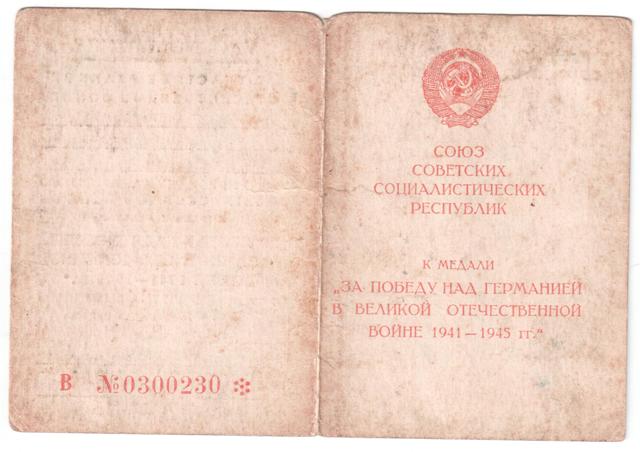 В №0300230
СОЮЗ
СОВЕТСКИХ
СОЦИАЛИСТИЧЕСКИХ
РЕСПУБЛИК
К МЕДАЛИ
„ЗА ПОБЕДУ НАД ГЕРМАНИЕЙ
В ВЕЛИКОЙ ОТЕЧЕСТВЕННОЙ
ВОЙНЕ 1941—1945 гг.“